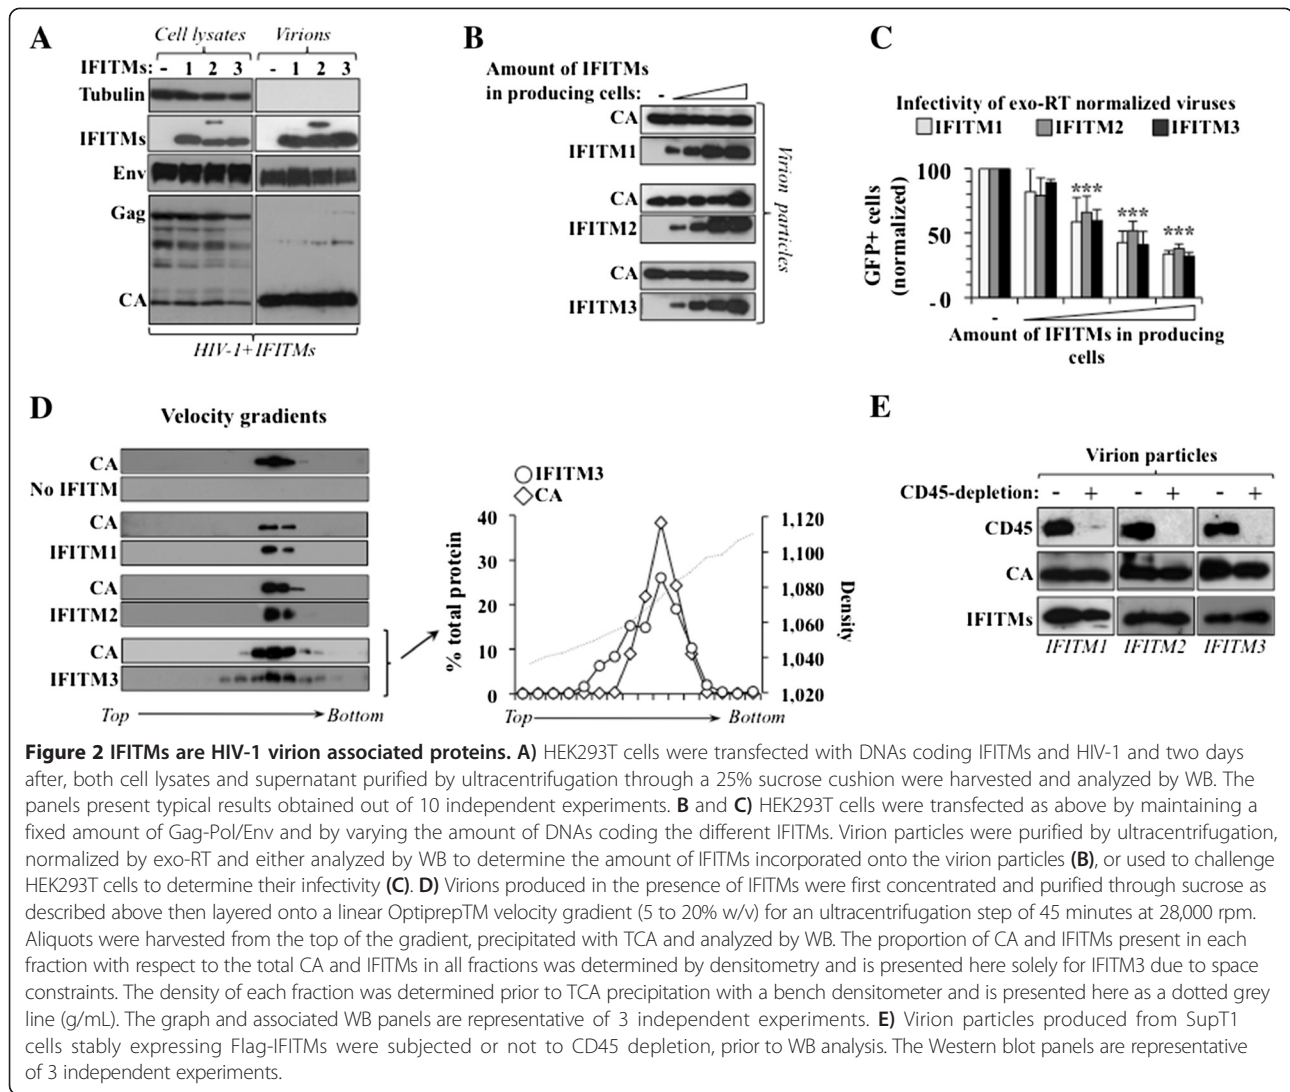 A
Cell lysates Virions
IFITMs: - 1 2 3 - 1 2 3
Tubulin
IFITMs
Env
Gag
CA
HIV-1+IFITMs
B
Amount of IFITMs
in producing cells: -
CA
IFITM1
CA
IFITM2
CA
IFITM3
Virion particles
C
Infectivity of exo-RT normalized viruses
IFITM1 IFITM2 IFITM3
GFP+ cells
(normalized)
100
50
-0
*** *** ***
-
Amount of IFITMs in producing
cells
D
Velocity gradients
CA
No IFITM
CA
IFITM1
CA
IFITM2
CA
IFITM3
Top Bottom
IFITM3
CA
% total protein
40
30
20
10
0
1,120
1,100
1,080
1,060
1,040
1,020
Density
Top Bottom
E
Virion particles
CD45-depletion: - + - + - +
CD45
CA
IFITMs
IFITM1 IFITM2 IFITM3
Figure 2 IFITMs are HIV-1 virion associated proteins. A) HEK293T cells were transfected with DNAs coding IFITMs and HIV-1 and two days
after, both cell lysates and supernatant purified by ultracentrifugation through a 25% sucrose cushion were harvested and analyzed by WB. The
panels present typical results obtained out of 10 independent experiments. B and C) HEK293T cells were transfected as above by maintaining a
fixed amount of Gag-Pol/Env and by varying the amount of DNAs coding the different IFITMs. Virion particles were purified by ultracentrifugation,
normalized by exo-RT and either analyzed by WB to determine the amount of IFITMs incorporated onto the virion particles (B), or used to challenge
HEK293T cells to determine their infectivity (C). D) Virions produced in the presence of IFITMs were first concentrated and purified through sucrose as
described above then layered onto a linear OptiprepTM velocity gradient (5 to 20% w/v) for an ultracentrifugation step of 45 minutes at 28,000 rpm.
Aliquots were harvested from the top of the gradient, precipitated with TCA and analyzed by WB. The proportion of CA and IFITMs present in each
fraction with respect to the total CA and IFITMs in all fractions was determined by densitometry and is presented here solely for IFITM3 due to space
constraints. The density of each fraction was determined prior to TCA precipitation with a bench densitometer and is presented here as a dotted grey
line (g/mL). The graph and associated WB panels are representative of 3 independent experiments. E) Virion particles produced from SupT1
cells stably expressing Flag-IFITMs were subjected or not to CD45 depletion, prior to WB analysis. The Western blot panels are representative
of 3 independent experiments.